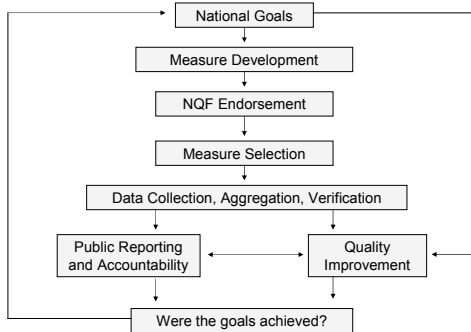 National Goals
Measure Development
NQF Endorsement
Measure Selection
Data Collection, Aggregation, Verification
Public Reporting
and Accountability
Quality
Improvement
Were the goals achieved?